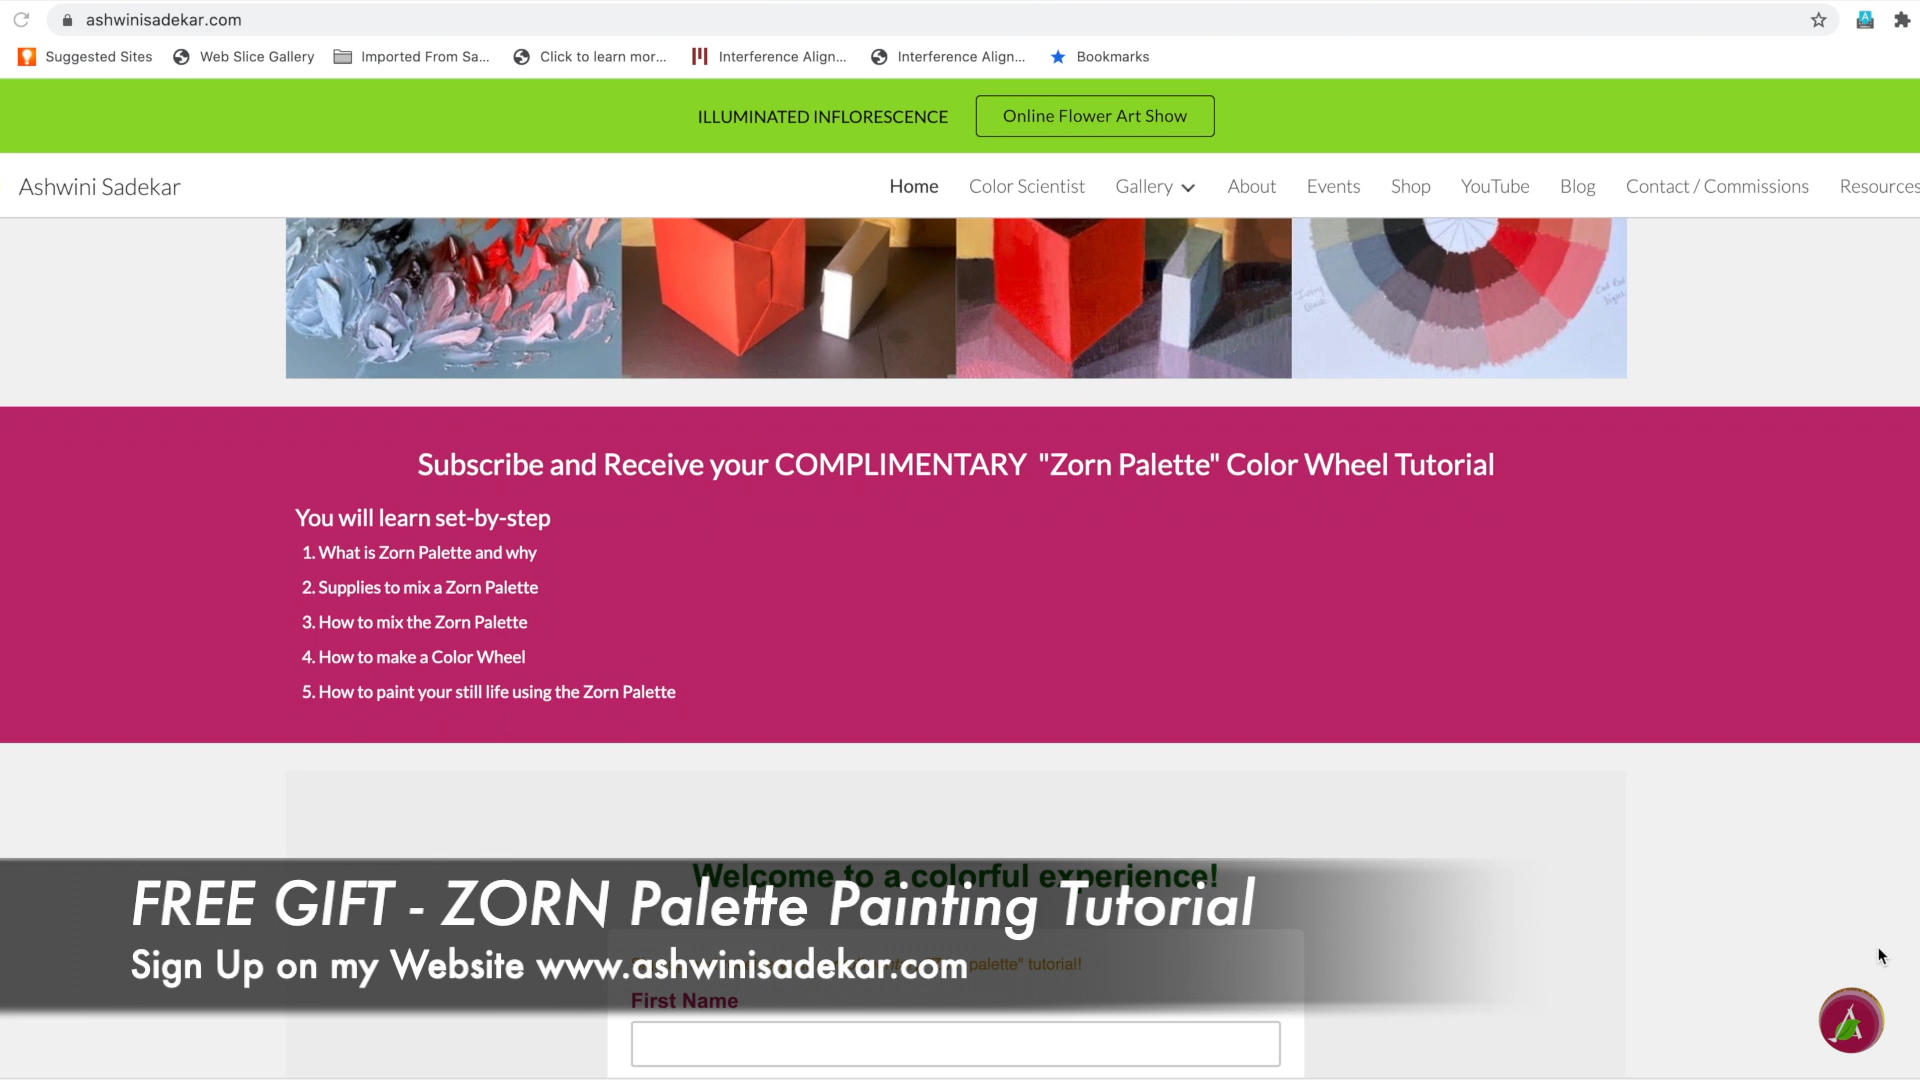 ashwinisadekar.com
Suggested Sites Web Slice Gallery Imported From Sa... Click to learn mor... Interference Align... Interference Align... Bookmarks
ILLUMINATED INFLORESCENCE Online Flower Art Show
Ashwini Sadekar Home Color Scientist Gallery About Events Shop YouTube Blog Contact / Commissions Resources
Ivory Black
Cad Red Light
Subscribe and Receive your COMPLIMENTARY "Zorn Palette" Color Wheel Tutorial
You will learn set-by-step
1. What is Zorn Palette and why
2. Supplies to mix a Zorn Palette
3. How to mix the Zorn Palette
4. How to make a Color Wheel
5. How to paint your still life using the Zorn Palette
Welcome to a colorful experience!
FREE GIFT - ZORN Palette Painting Tutorial
Sign Up on my Website www.ashwinisadekar.com
palette" tutorial!
First Name